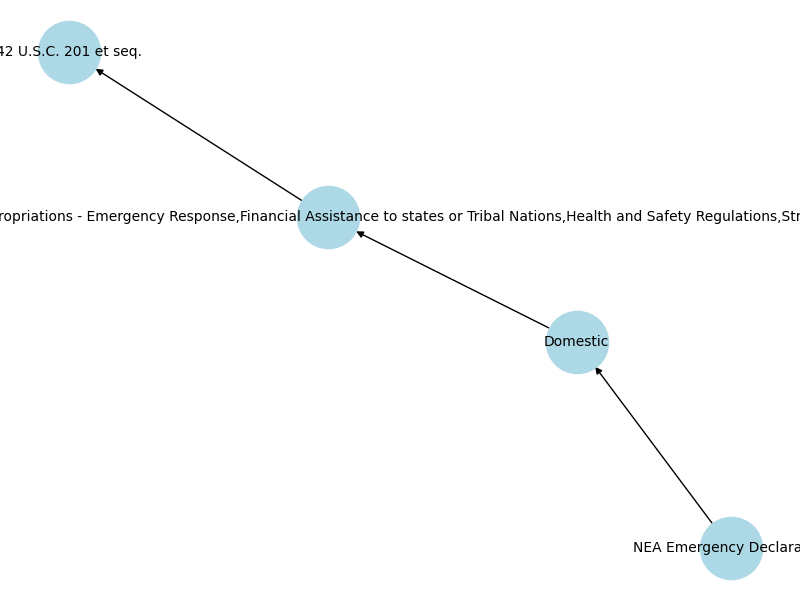 42 U.S.C. 201 et seq.
ropriations - Emergency Response,Financial Assistance to states or Tribal Nations,Health and Safety Regulations,Str
Domestic
NEA Emergency Declara